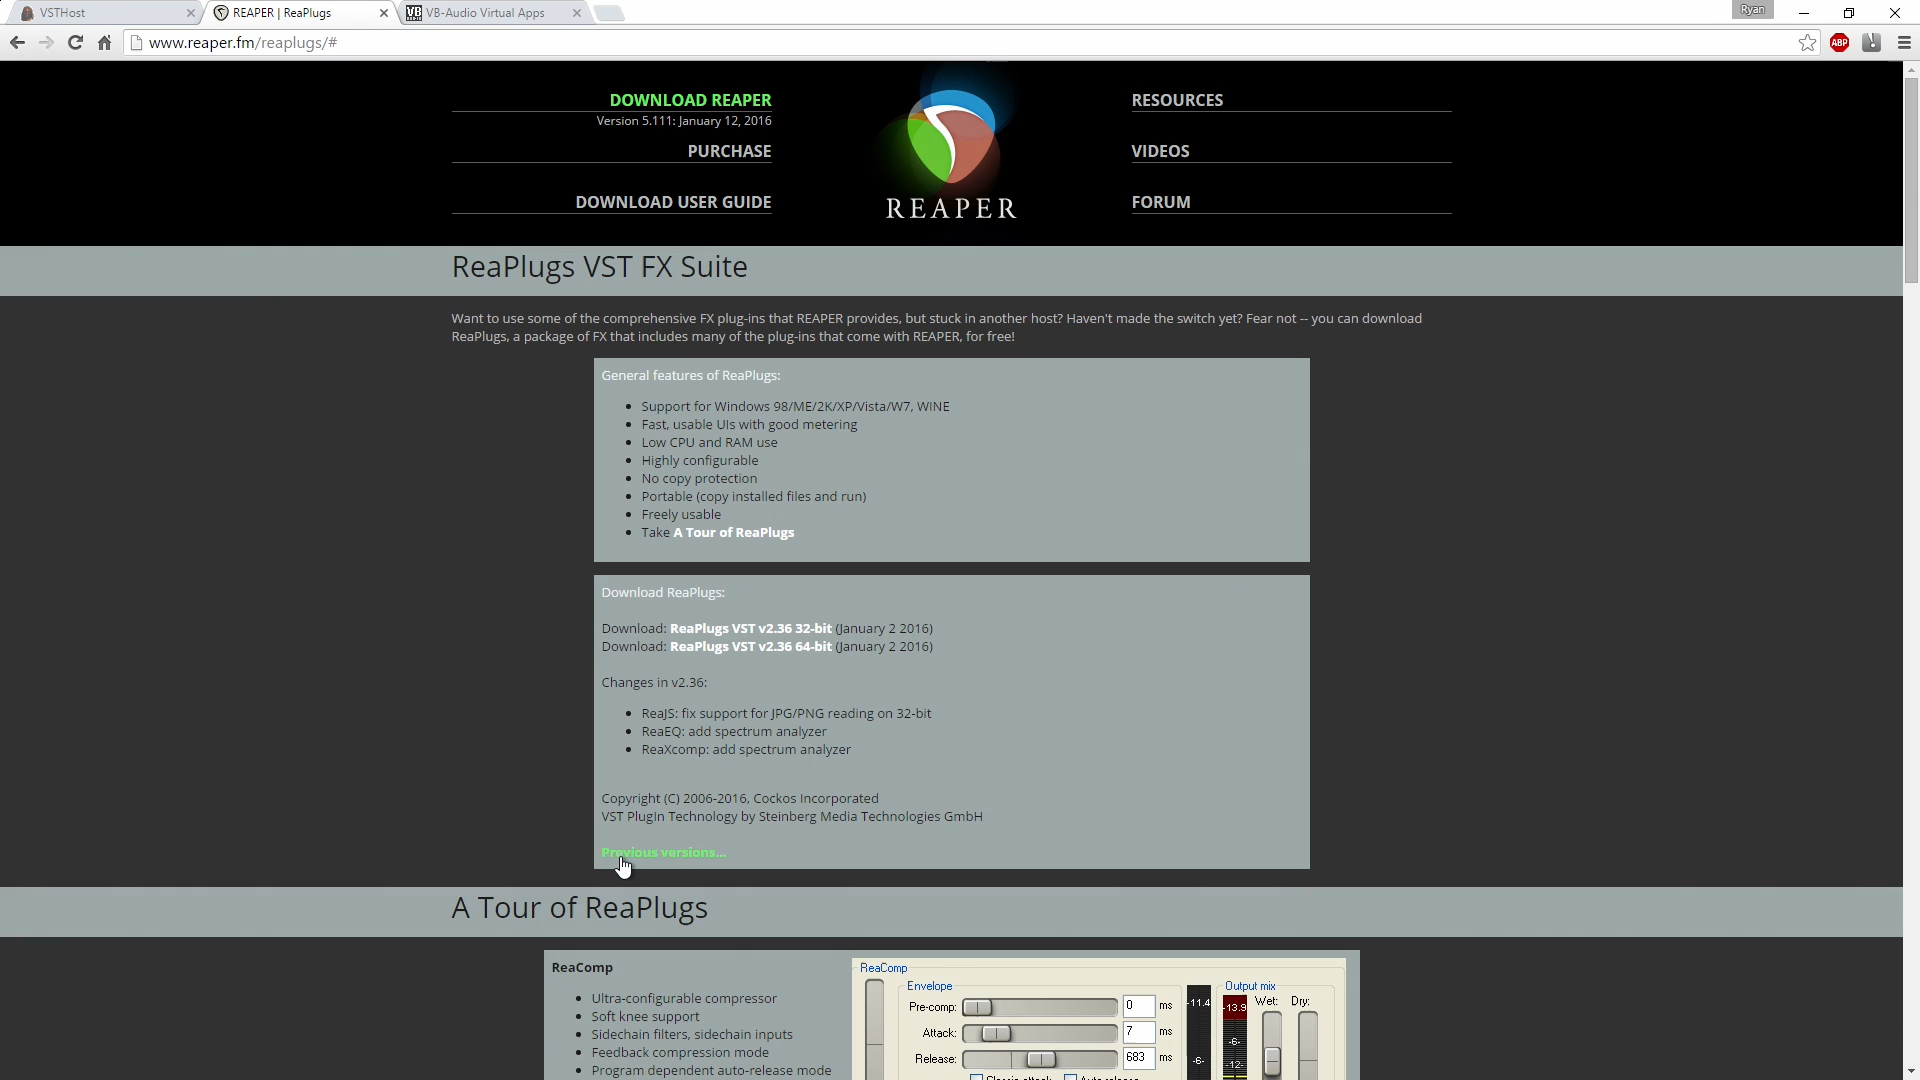 VSTHost
REAPER | ReaPlugs
VB-Audio Virtual Apps
Ryan
www.reaper.fm/reaplugs/#
ABP
DOWNLOAD REAPER
Version 5.111: January 12, 2016
PURCHASE
DOWNLOAD USER GUIDE
REAPER
RESOURCES
VIDEOS
FORUM
ReaPlugs VST FX Suite
Want to use some of the comprehensive FX plug-ins that REAPER provides, but stuck in another host? Haven't made the switch yet? Fear not -- you can download
ReaPlugs, a package of FX that includes many of the plug-ins that come with REAPER, for free!
General features of ReaPlugs:
Support for Windows 98/ME/2K/XP/Vista/W7, WINE
Fast, usable UIs with good metering
Low CPU and RAM use
Highly configurable
No copy protection
Portable (copy installed files and run)
Freely usable
Take A Tour of ReaPlugs
Download ReaPlugs:
Download: ReaPlugs VST v2.36 32-bit (January 2 2016)
Download: ReaPlugs VST v2.36 64-bit (January 2 2016)
Changes in v2.36:
ReaJS: fix support for JPG/PNG reading on 32-bit
ReaEQ: add spectrum analyzer
ReaXcomp: add spectrum analyzer
Copyright (C) 2006-2016, Cockos Incorporated
VST PlugIn Technology by Steinberg Media Technologies GmbH
Previous versions...
A Tour of ReaPlugs
ReaComp
Ultra-configurable compressor
Soft knee support
Sidechain filters, sidechain inputs
Feedback compression mode
Program dependent auto-release mode
ReaComp
Envelope
Pre-comp: 0 ms
Attack: 7 ms
Release: 683 ms
-11.4
-6-
Output mix
Wet: Dry:
-13.9
-6-
-12-